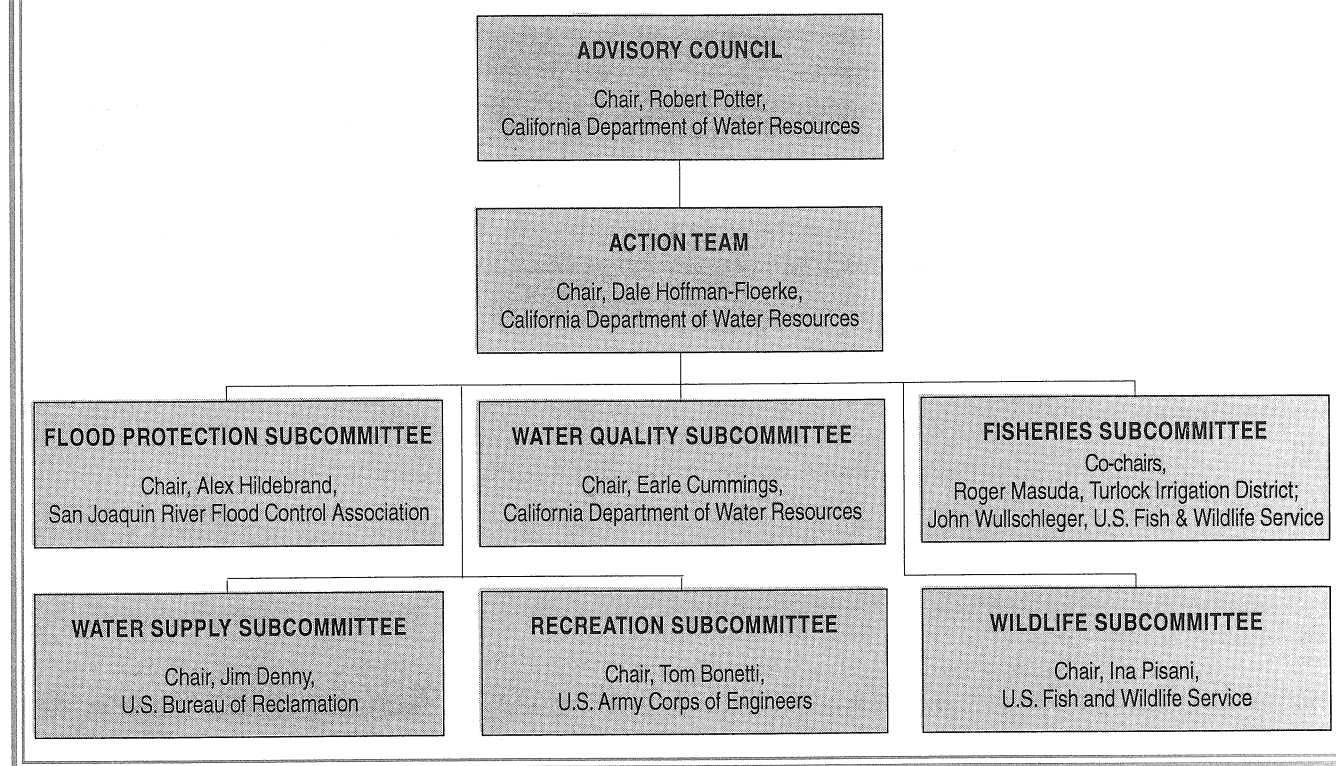 ADVISORY COUNCIL
Chair, Robert Potter,
California Department of Water Resources
ACTION TEAM
Chair, Dale Hoffman-Floerke,
California Department of Water Resources
FLOOD PROTECTION SUBCOMMITTEE
Chair, Alex Hildebrand,
San Joaquin River Flood Control Association
WATER QUALITY SUBCOMMITTEE
Chair, Earle Cummings,
California Department of Water Resources
FISHERIES SUBCOMMITTEE
Co-chairs,
Roger Masuda, Turlock Irrigation District;
John Wullschleger, U.S. Fish & Wildlife Service
WATER SUPPLY SUBCOMMITTEE
Chair, Jim Denny,
U.S. Bureau of Reclamation
RECREATION SUBCOMMITTEE
Chair, Tom Bonetti,
U.S. Army Corps of Engineers
WILDLIFE SUBCOMMITTEE
Chair, Ina Pisani,
U.S. Fish and Wildlife Service